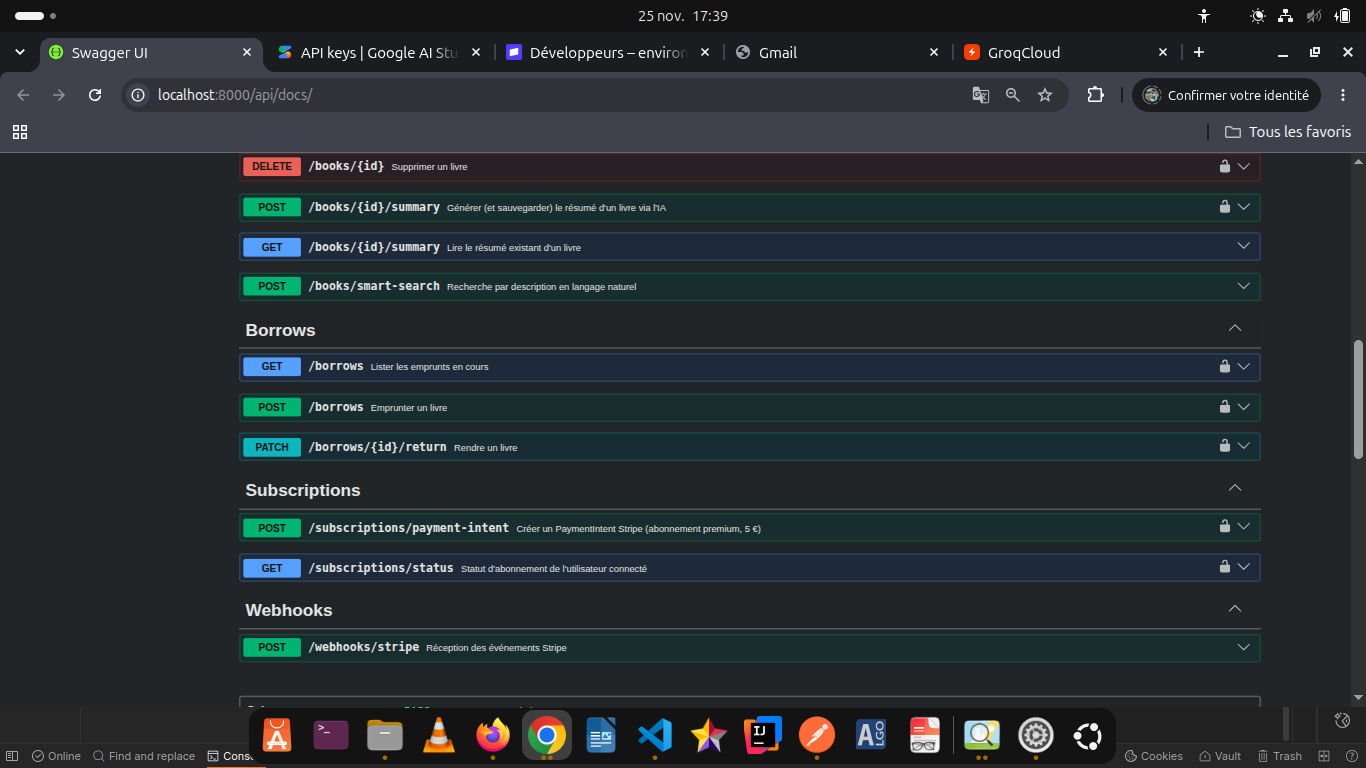 25 nov. 17:39
Swagger UI
API keys | Google AI Stu
Développeurs – environ
Gmail
GroqCloud
localhost:8000/api/docs/
Confirmer votre identité
Tous les favoris
DELETE /books/{id} Supprimer un livre
POST /books/{id}/summary Générer (et sauvegarder) le résumé d'un livre via l'IA
GET /books/{id}/summary Lire le résumé existant d'un livre
POST /books/smart-search Recherche par description en langage naturel
Borrows
GET /borrows Lister les emprunts en cours
POST /borrows Emprunter un livre
PATCH /borrows/{id}/return Rendre un livre
Subscriptions
POST /subscriptions/payment-intent Créer un PaymentIntent Stripe (abonnement premium, 5 €)
GET /subscriptions/status Statut d'abonnement de l'utilisateur connecté
Webhooks
POST /webhooks/stripe Réception des événements Stripe
Online Find and replace Cons Cookies Vault Trash